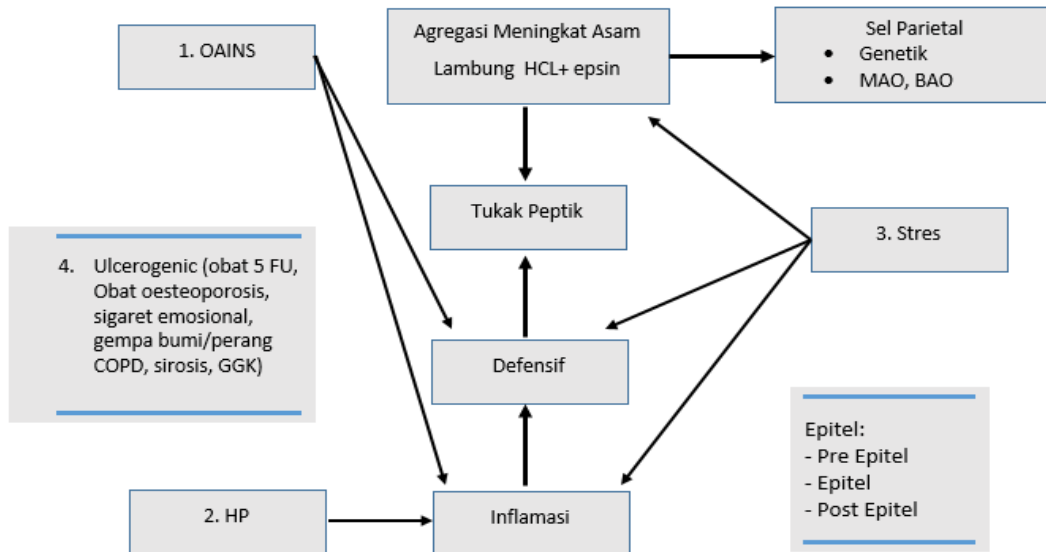 1. OAINS
Agregasi Meningkat Asam
Lambung HCL+ epsin
Sel Parietal
• Genetik
• MAO, BAO
Tukak Peptik
3. Stres
4. Ulcerogenic (obat 5 FU,
Obat oesteoporosis,
sigaret emosional,
gempa bumi/perang
COPD, sirosis, GGK)
Defensif
Epitel:
- Pre Epitel
- Epitel
- Post Epitel
2. HP
Inflamasi